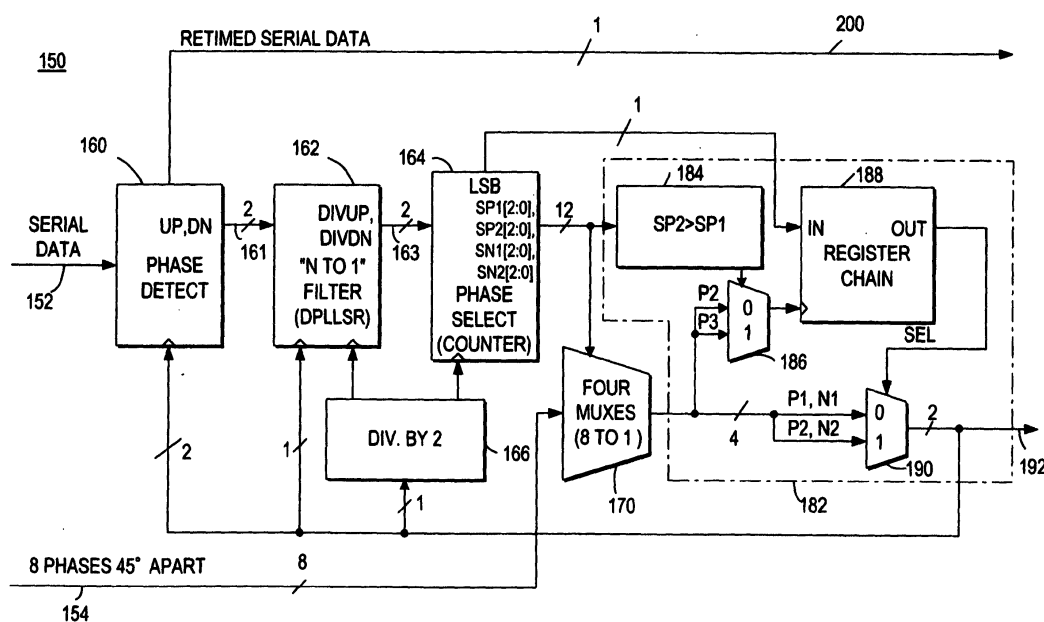 RETIMED SERIAL DATA
1
200
150
1
160
162
164
184
188
LSB
SP1[2:0],
SP2[2:0],
SN1[2:0],
SN2[2:0]
PHASE
SELECT
(COUNTER)
UP,DN
PHASE
DETECT
2
161
DIVUP,
DIVDN
"N TO 1"
FILTER
(DPLLSR)
2
163
12
SP2>SP1
IN OUT
REGISTER
CHAIN
SERIAL
DATA
152
P2
P3
0
1
186
SEL
FOUR
MUXES
(8 TO 1)
170
DIV. BY 2
166
2
1
1
4
P1, N1
P2, N2
0
1
190
2
192
182
8 PHASES 45° APART
8
154